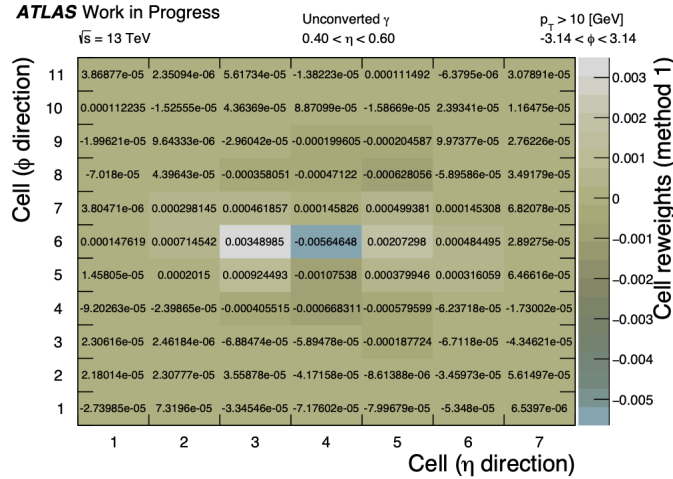 ATLAS Work in Progress
√s = 13 TeV
Unconverted γ
0.40 < η < 0.60
p_T > 10 [GeV]
-3.14 < ϕ < 3.14
Cell (ϕ direction)
11 3.86877e-05 2.35094e-06 5.61734e-05 -1.38223e-05 0.000111492 -6.3795e-06 3.07891e-05
10 0.000112235 -1.52555e-05 4.36369e-05 8.87099e-05 -1.58669e-05 2.39341e-05 1.16475e-05
9 -1.99621e-05 9.64333e-06 -2.96042e-05 -0.000199605 -0.000204587 9.97377e-05 2.76226e-05
8 -7.018e-05 4.39643e-05 -0.000358051 -0.00047122 -0.000628056 -5.89586e-05 3.49179e-05
7 3.80471e-06 0.000298145 0.000461857 0.000145826 0.000499381 0.000145308 6.82078e-05
6 0.000147619 0.000714542 0.00348985 -0.00564648 0.00207298 0.000484495 2.89275e-05
5 1.45805e-05 0.0002015 0.000924493 -0.00107538 0.000379946 0.000316059 6.46616e-05
4 -9.20263e-05 -2.39865e-05 -0.000405515 -0.000668311 -0.000579599 -6.23718e-05 -1.73002e-05
3 2.30616e-05 2.46184e-06 -6.88474e-05 -5.89478e-05 -0.000187724 -6.7118e-05 -4.34621e-05
2 2.18014e-05 2.30777e-05 3.55878e-05 -4.17158e-05 -8.61388e-06 -3.45973e-05 5.61497e-05
1 -2.73985e-05 7.3196e-05 -3.34546e-05 -7.17602e-05 -7.99679e-05 -5.348e-05 6.5397e-06
1 2 3 4 5 6 7
Cell (η direction)
0.003
0.002
0.001
0
-0.001
-0.002
-0.003
-0.004
-0.005
Cell reweights (method 1)